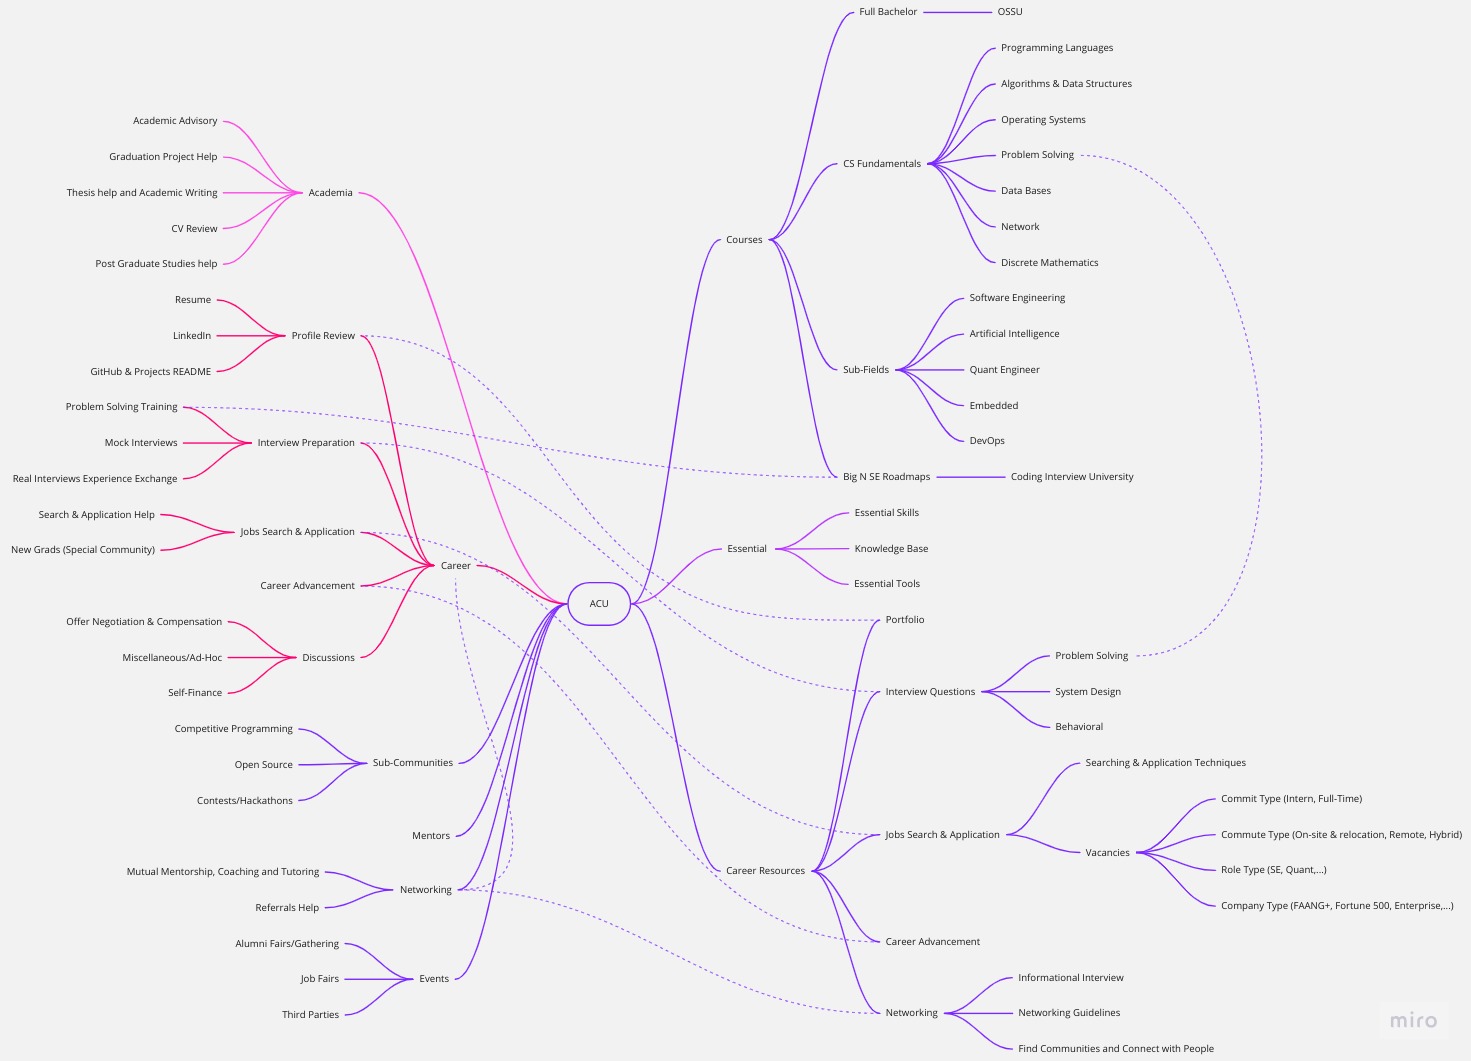 Full Bachelor
OSSU
Programming Languages
Algorithms & Data Structures
Operating Systems
CS Fundamentals
Problem Solving
Data Bases
Network
Discrete Mathematics
Courses
Software Engineering
Artificial Intelligence
Sub-Fields
Quant Engineer
Embedded
DevOps
Big N SE Roadmaps
Coding Interview University
Essential Skills
Essential
Knowledge Base
Essential Tools
ACU
Academic Advisory
Graduation Project Help
Thesis help and Academic Writing
Academia
CV Review
Post Graduate Studies help
Resume
LinkedIn
Profile Review
GitHub & Projects README
Problem Solving Training
Mock Interviews
Interview Preparation
Real Interviews Experience Exchange
Search & Application Help
Jobs Search & Application
New Grads (Special Community)
Career
Career Advancement
Offer Negotiation & Compensation
Miscellaneous/Ad-Hoc
Discussions
Self-Finance
Competitive Programming
Open Source
Sub-Communities
Contests/Hackathons
Mentors
Mutual Mentorship, Coaching and Tutoring
Networking
Referrals Help
Alumni Fairs/Gathering
Job Fairs
Events
Third Parties
Portfolio
Problem Solving
Interview Questions
System Design
Behavioral
Searching & Application Techniques
Jobs Search & Application
Commit Type (Intern, Full-Time)
Commute Type (On-site & relocation, Remote, Hybrid)
Vacancies
Role Type (SE, Quant,...)
Company Type (FAANG+, Fortune 500, Enterprise,...)
Career Resources
Career Advancement
Informational Interview
Networking
Networking Guidelines
Find Communities and Connect with People
miro